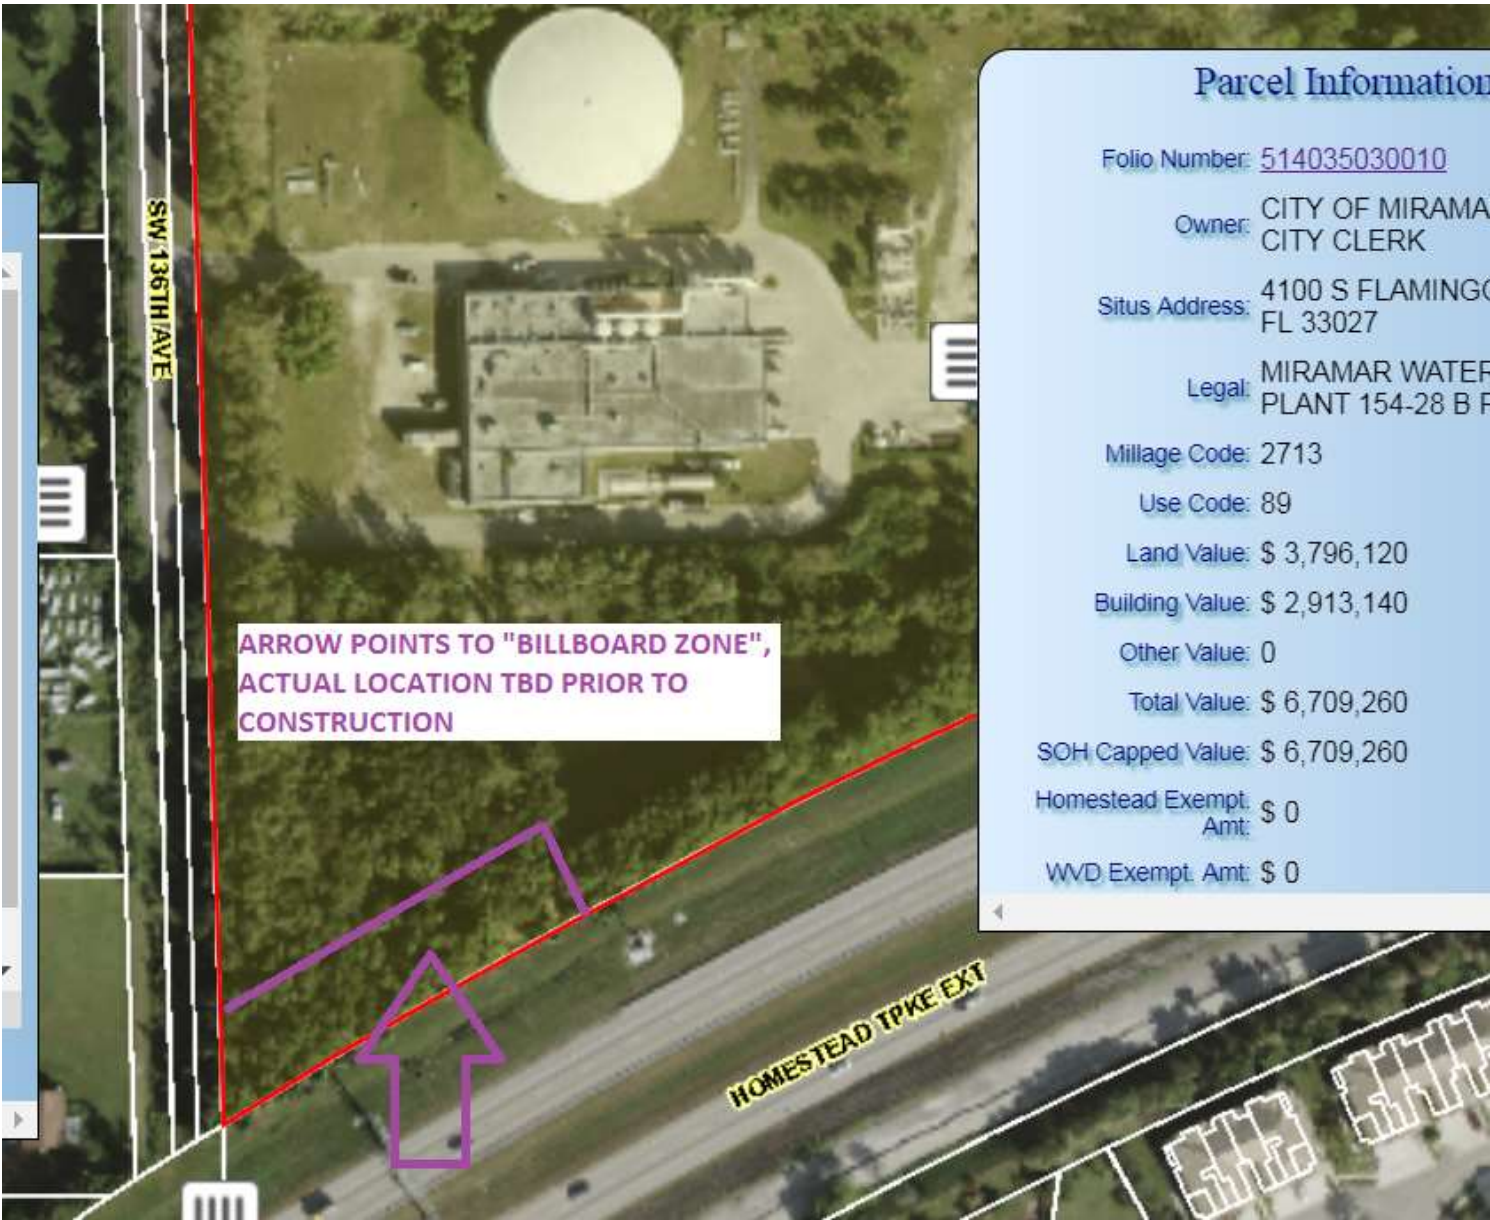 SW 136TH AVE
ARROW POINTS TO "BILLBOARD ZONE",
ACTUAL LOCATION TBD PRIOR TO
CONSTRUCTION
HOMESTEAD TPKE EXT
Parcel Information
Folio Number: 514035030010
Owner: CITY OF MIRAMA
CITY CLERK
Situs Address: 4100 S FLAMINGO
FL 33027
Legal: MIRAMAR WATER
PLANT 154-28 B P
Millage Code: 2713
Use Code: 89
Land Value: $ 3,796,120
Building Value: $ 2,913,140
Other Value: 0
Total Value: $ 6,709,260
SOH Capped Value: $ 6,709,260
Homestead Exempt.
Amt: $ 0
WVD Exempt. Amt: $ 0